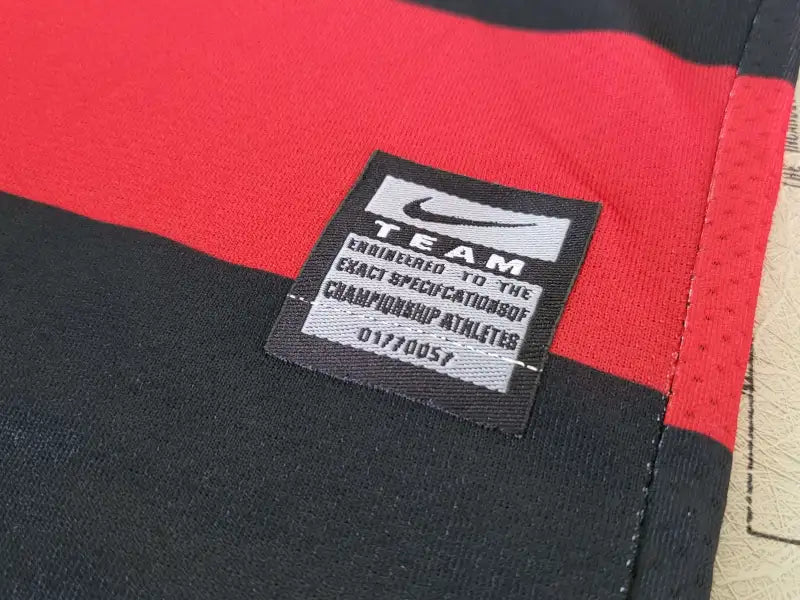 TEAM
ENGINEERED TO THE
EXACT SPECIFCATIONSOF
CHAMPIONSHIP ATHLETES
01770057